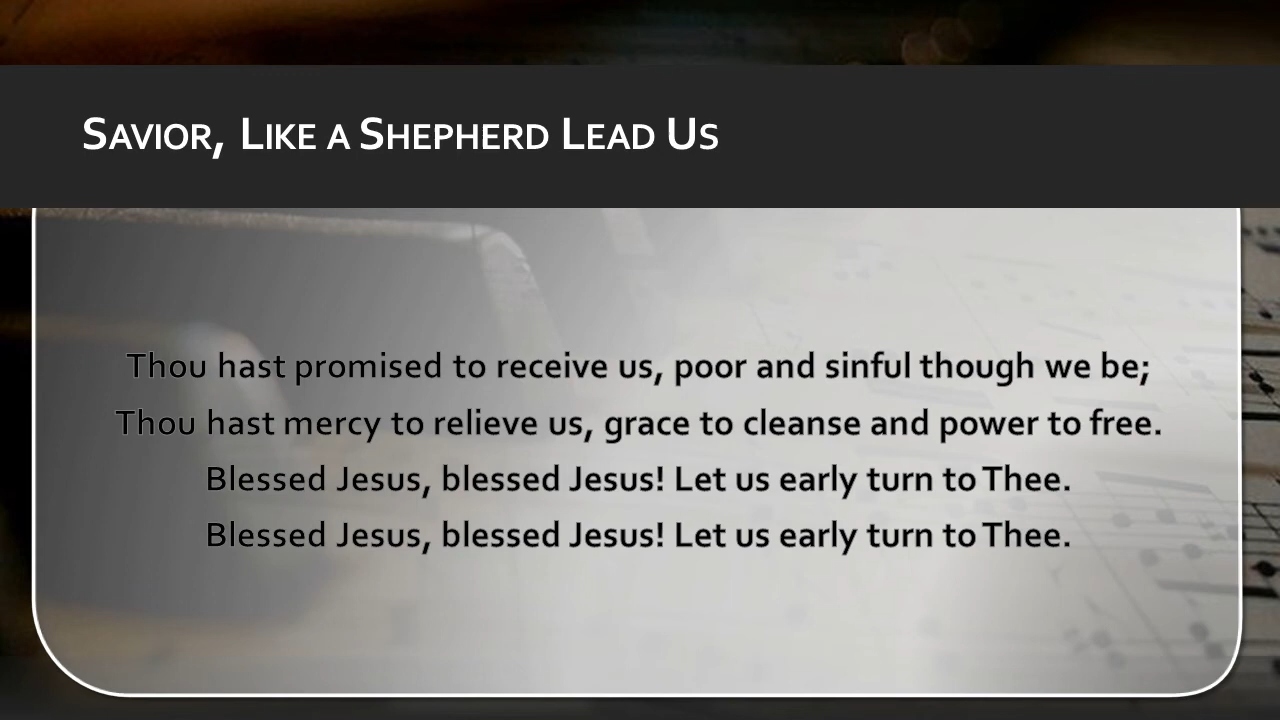 Savior, Like a Shepherd Lead Us
Thou hast promised to receive us, poor and sinful though we be;
Thou hast mercy to relieve us, grace to cleanse and power to free.
Blessed Jesus, blessed Jesus! Let us early turn to Thee.
Blessed Jesus, blessed Jesus! Let us early turn to Thee.